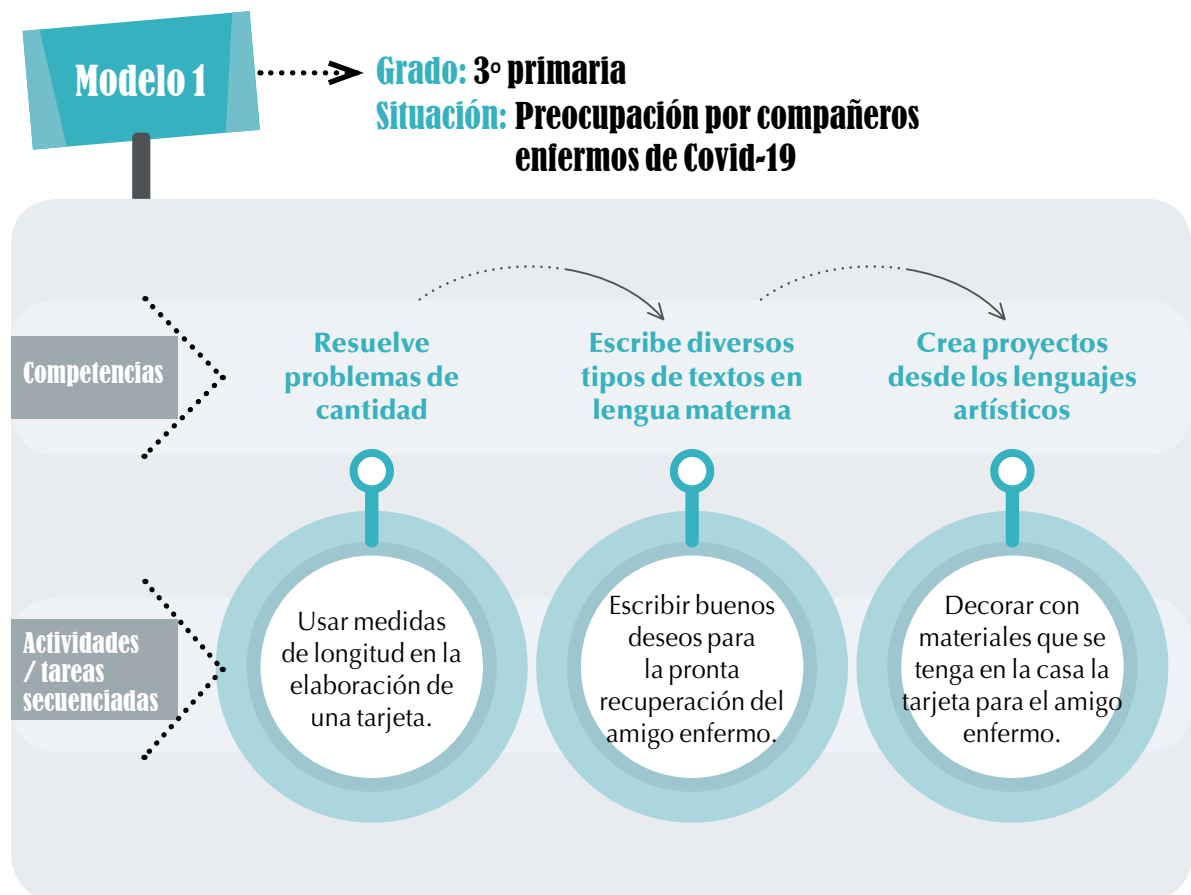 Modelo 1
Grado: 3º primaria
Situación: Preocupación por compañeros
enfermos de Covid-19
Competencias
Resuelve
problemas de
cantidad
Escribe diversos
tipos de textos en
lengua materna
Crea proyectos
desde los lenguajes
artísticos
Actividades
/ tareas
secuenciadas
Usar medidas
de longitud en la
elaboración de
una tarjeta.
Escribir buenos
deseos para
la pronta
recuperación del
amigo enfermo.
Decorar con
materiales que se
tenga en la casa la
tarjeta para el amigo
enfermo.